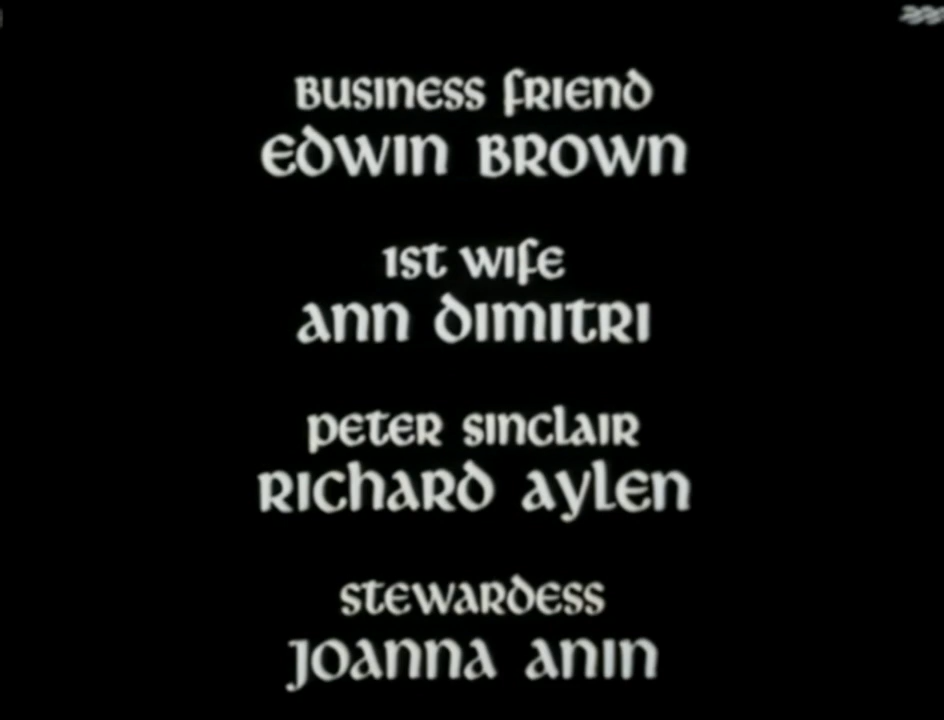 Business Friend
Edwin Brown
1st Wife
Ann Dimitri
Peter Sinclair
Richard Aylen
Stewardess
Joanna Anin